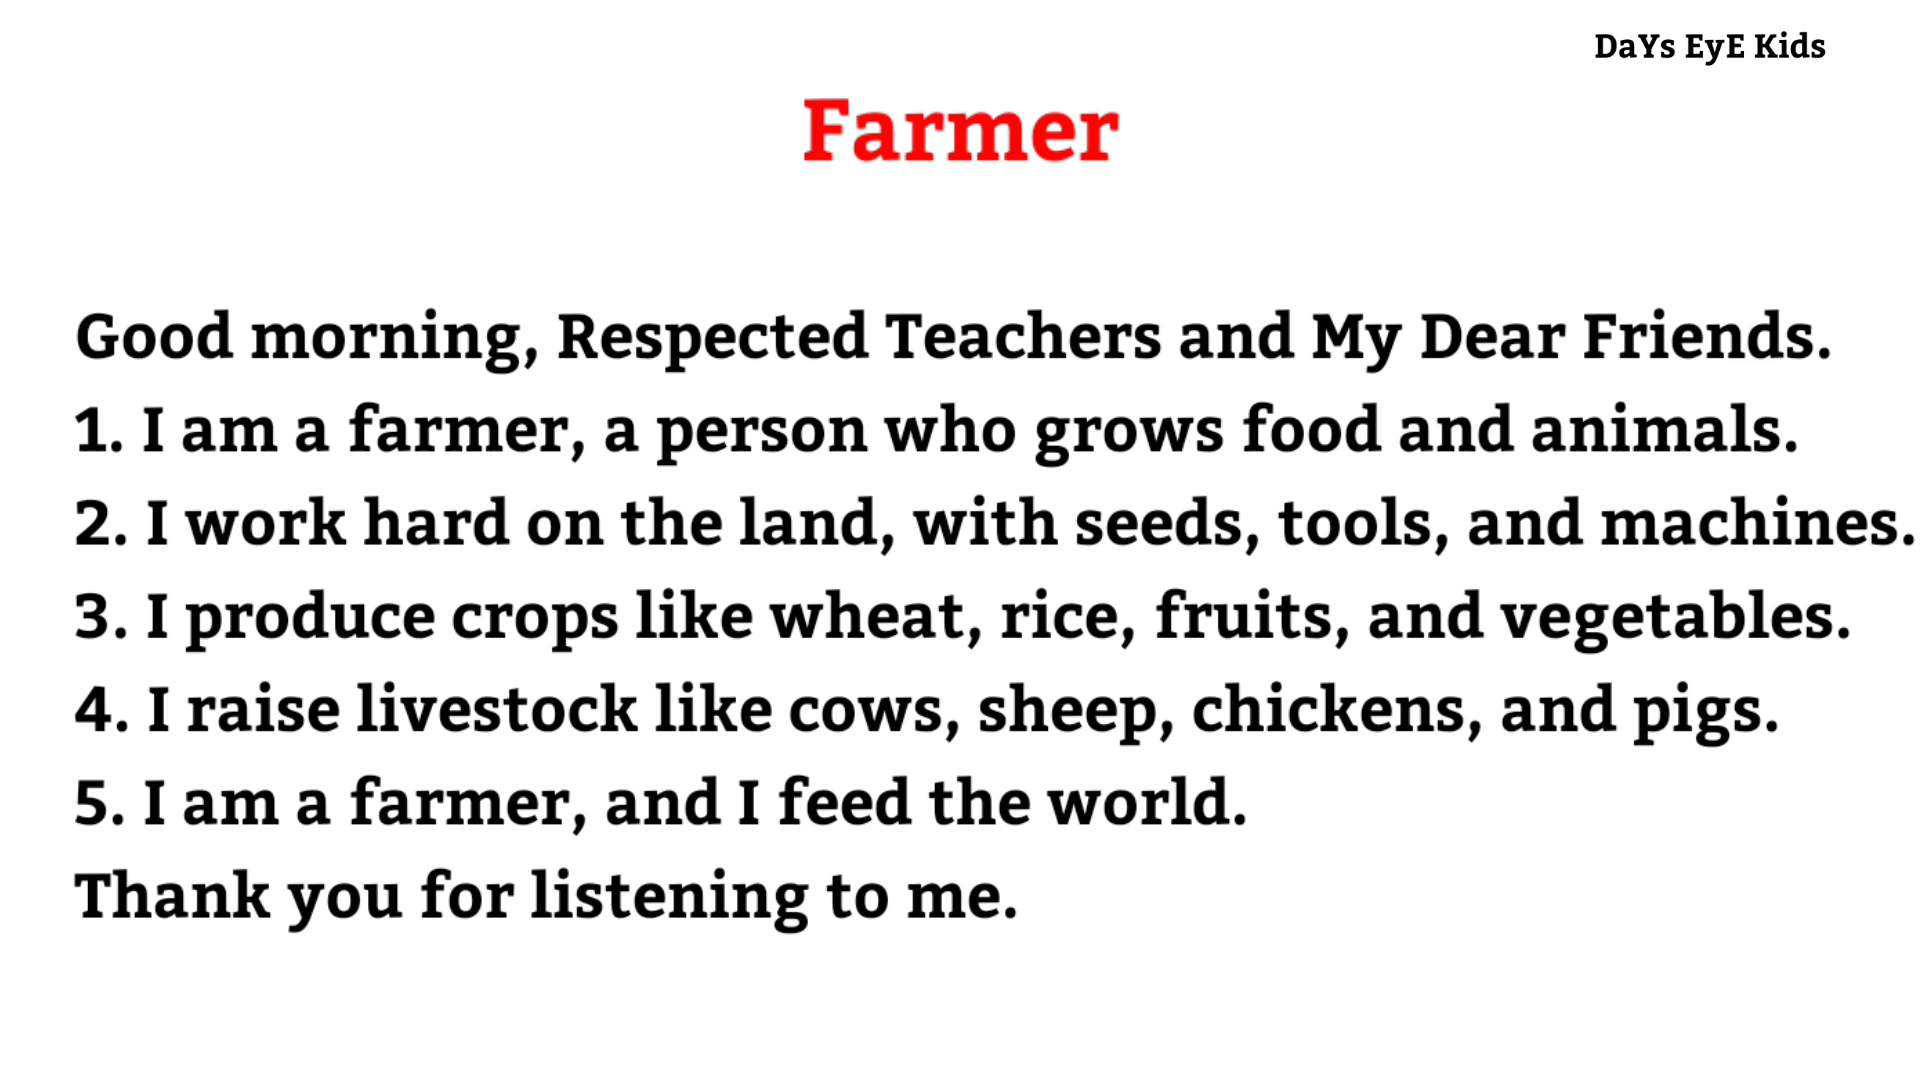 DaYs EyE Kids
Farmer
Good morning, Respected Teachers and My Dear Friends.
1. I am a farmer, a person who grows food and animals.
2. I work hard on the land, with seeds, tools, and machines.
3. I produce crops like wheat, rice, fruits, and vegetables.
4. I raise livestock like cows, sheep, chickens, and pigs.
5. I am a farmer, and I feed the world.
Thank you for listening to me.